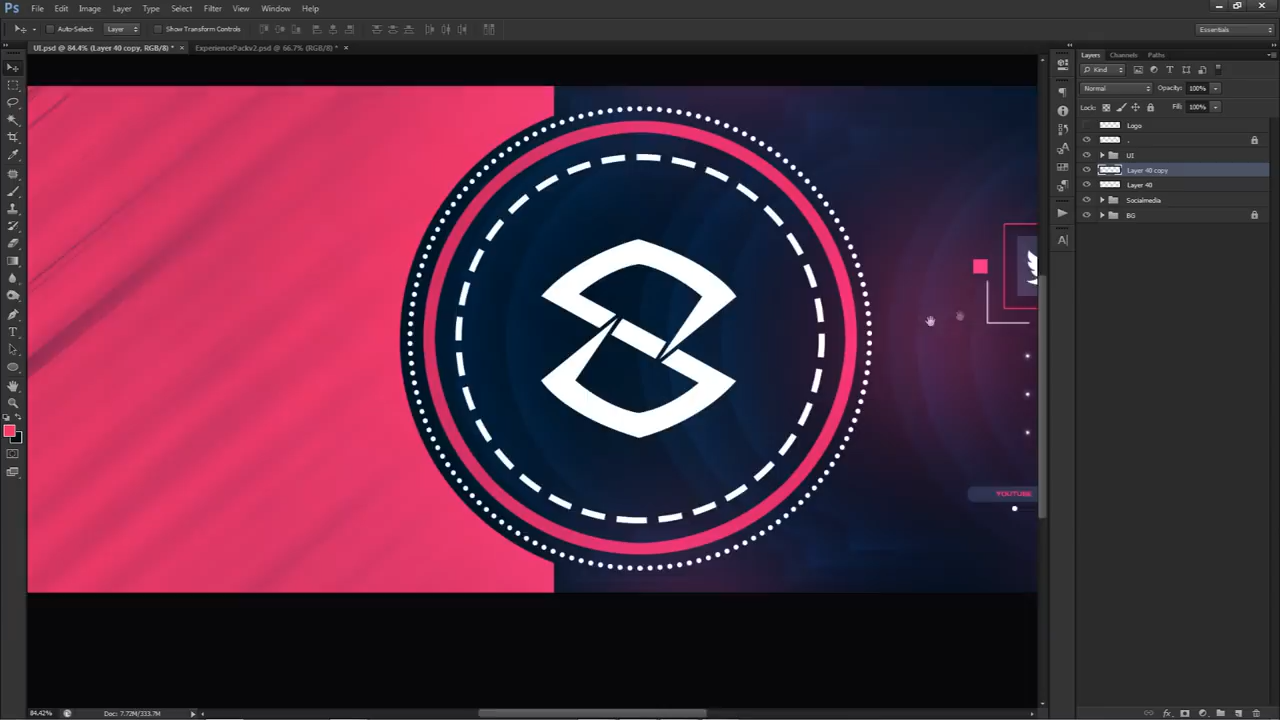 Ps File Edit Image Layer Type Select Filter View Window Help
Auto-Select: Layer Show Transform Controls Essentials
UI.psd @ 84.4% (Layer 40 copy, RGB/8) * × ExperiencePackv2.psd @ 66.7% (RGB/8) * ×
Layers Channels Paths
Kind
Normal Opacity: 100%
Lock: Fill: 100%
Logo
.
UI
Layer 40 copy
Layer 40
Socialmedia
BG
YOUTUBE
84.42% Doc: 7.72M/333.7M